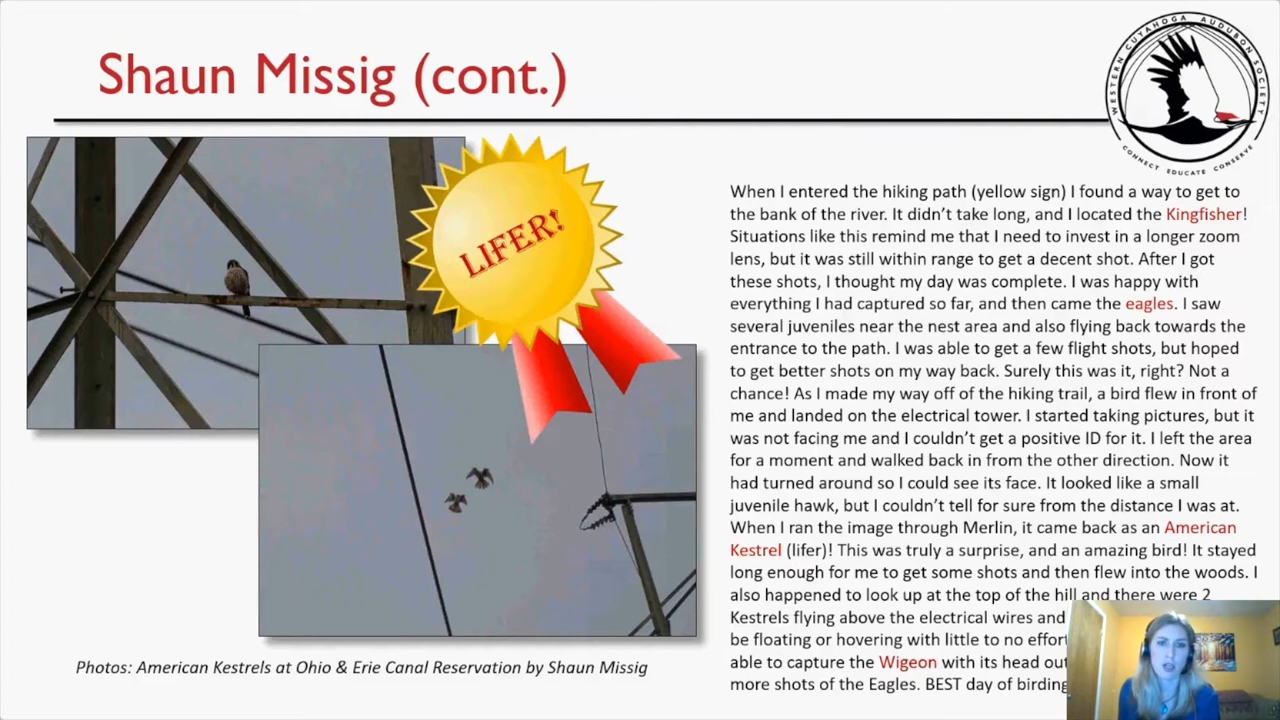 Shaun Missig (cont.)
WESTERN CUYAHOGA AUDUBON SOCIETY
CONNECT EDUCATE CONSERVE
LIFER!
When I entered the hiking path (yellow sign) I found a way to get to
the bank of the river. It didn’t take long, and I located the Kingfisher!
Situations like this remind me that I need to invest in a longer zoom
lens, but it was still within range to get a decent shot. After I got
these shots, I thought my day was complete. I was happy with
everything I had captured so far, and then came the eagles. I saw
several juveniles near the nest area and also flying back towards the
entrance to the path. I was able to get a few flight shots, but hoped
to get better shots on my way back. Surely this was it, right? Not a
chance! As I made my way off of the hiking trail, a bird flew in front of
me and landed on the electrical tower. I started taking pictures, but it
was not facing me and I couldn’t get a positive ID for it. I left the area
for a moment and walked back in from the other direction. Now it
had turned around so I could see its face. It looked like a small
juvenile hawk, but I couldn’t tell for sure from the distance I was at.
When I ran the image through Merlin, it came back as an American
Kestrel (lifer)! This was truly a surprise, and an amazing bird! It stayed
long enough for me to get some shots and then flew into the woods. I
also happened to look up at the top of the hill and there were 2
Kestrels flying above the electrical wires and
be floating or hovering with little to no effor
able to capture the Wigeon with its head ou
more shots of the Eagles. BEST day of birding
Photos: American Kestrels at Ohio & Erie Canal Reservation by Shaun Missig